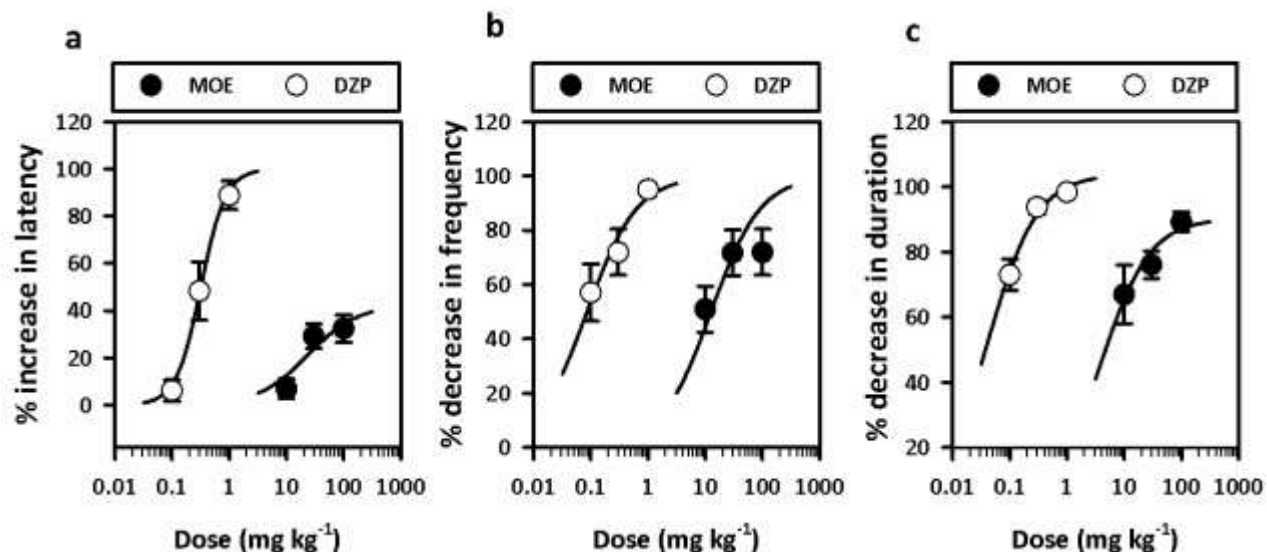 a
MOE DZP
% increase in latency
120
100
80
60
40
20
0
0.01 0.1 1 10 100 1000
Dose (mg kg-1)
b
MOE DZP
% decrease in frequency
120
100
80
60
40
20
0
0.01 0.1 1 10 100 1000
Dose (mg kg-1)
c
MOE DZP
% decrease in duration
120
100
80
60
40
20
0.01 0.1 1 10 100 1000
Dose (mg kg-1)